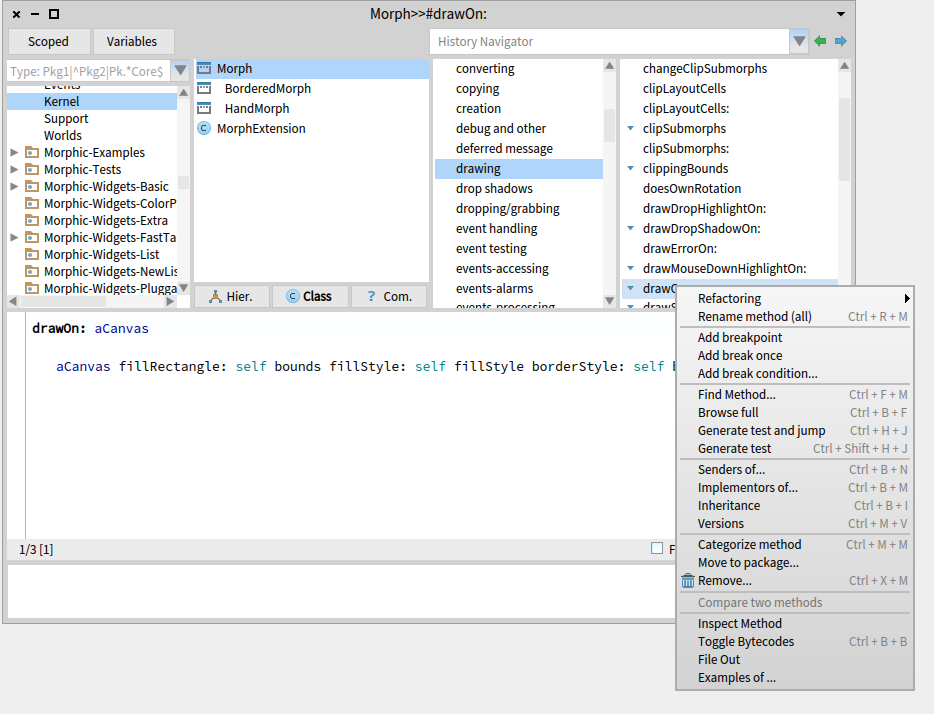 Morph>>#drawOn:
Scoped
Variables
History Navigator
Type: Pkg1|^Pkg2|Pk.*Core$
Events
Kernel
Support
Worlds
Morphic-Examples
Morphic-Tests
Morphic-Widgets-Basic
Morphic-Widgets-ColorP
Morphic-Widgets-Extra
Morphic-Widgets-FastTa
Morphic-Widgets-List
Morphic-Widgets-NewLis
Morphic-Widgets-Plugga
Morph
BorderedMorph
HandMorph
MorphExtension
Hier.
Class
? Com.
converting
copying
creation
debug and other
deferred message
drawing
drop shadows
dropping/grabbing
event handling
event testing
events-accessing
events-alarms
events-processing
changeClipSubmorphs
clipLayoutCells
clipLayoutCells:
clipSubmorphs
clipSubmorphs:
clippingBounds
doesOwnRotation
drawDropHighlightOn:
drawDropShadowOn:
drawErrorOn:
drawMouseDownHighlightOn:
drawO
drawOn: aCanvas
aCanvas fillRectangle: self bounds fillStyle: self fillStyle borderStyle: self b
1/3 [1]
F
Refactoring
Rename method (all) Ctrl + R + M
Add breakpoint
Add break once
Add break condition...
Find Method... Ctrl + F + M
Browse full Ctrl + B + F
Generate test and jump Ctrl + H + J
Generate test Ctrl + Shift + H + J
Senders of... Ctrl + B + N
Implementors of... Ctrl + B + M
Inheritance Ctrl + B + I
Versions Ctrl + M + V
Categorize method Ctrl + M + M
Move to package...
Remove... Ctrl + X + M
Compare two methods
Inspect Method
Toggle Bytecodes Ctrl + B + B
File Out
Examples of ...